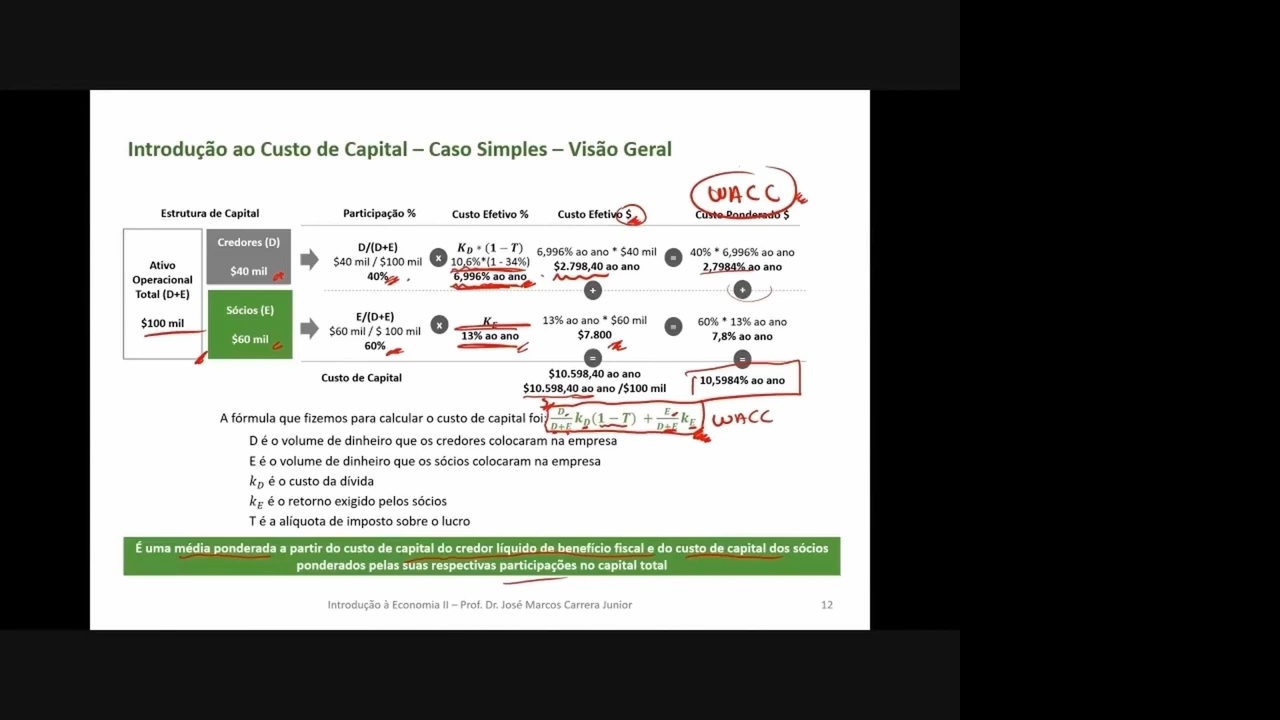 Introdução ao Custo de Capital – Caso Simples – Visão Geral
WACC
Estrutura de Capital Participação % Custo Efetivo % Custo Efetivo $ Custo Ponderado $
Ativo Operacional Total (D+E)
$100 mil
Credores (D)
$40 mil
D/(D+E)
$40 mil / $100 mil
40%
x
K_D * (1 − T)
10,6%*(1 - 34%)
6,996% ao ano
6,996% ao ano * $40 mil
$2.798,40 ao ano
=
40% * 6,996% ao ano
2,7984% ao ano
+ +
Sócios (E)
$60 mil
E/(D+E)
$60 mil / $ 100 mil
60%
x
K_E
13% ao ano
13% ao ano * $60 mil
$7.800
=
60% * 13% ao ano
7,8% ao ano
= =
Custo de Capital
$10.598,40 ao ano
$10.598,40 ao ano /$100 mil
10,5984% ao ano
A fórmula que fizemos para calcular o custo de capital foi: D/(D+E) k_D(1 − T) + E/(D+E) k_E WACC
D é o volume de dinheiro que os credores colocaram na empresa
E é o volume de dinheiro que os sócios colocaram na empresa
k_D é o custo da dívida
k_E é o retorno exigido pelos sócios
T é a alíquota de imposto sobre o lucro
É uma média ponderada a partir do custo de capital do credor líquido de benefício fiscal e do custo de capital dos sócios
ponderados pelas suas respectivas participações no capital total
Introdução à Economia II – Prof. Dr. José Marcos Carrera Junior 12